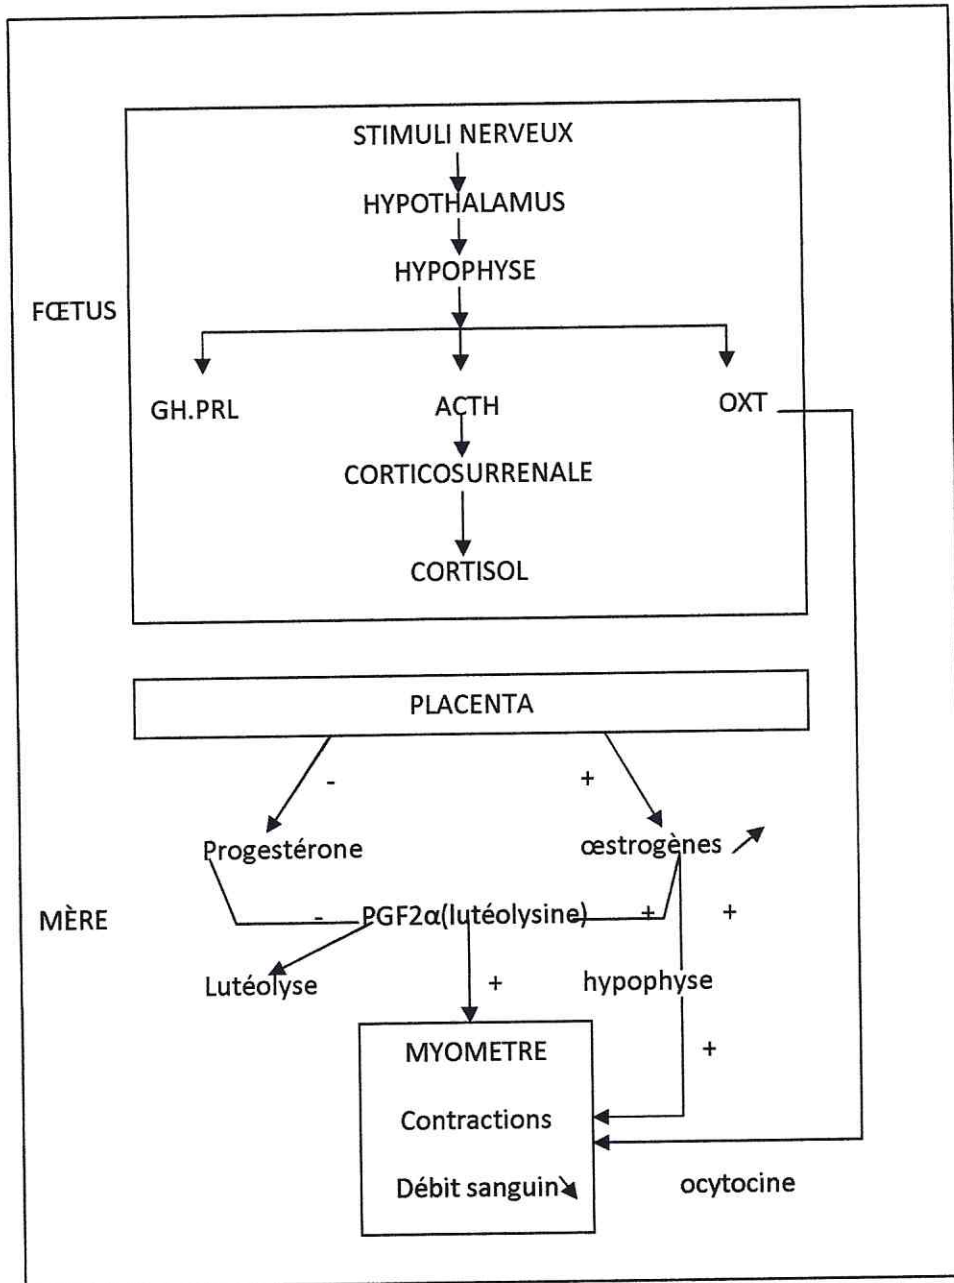 STIMULI NERVEUX
HYPOTHALAMUS
HYPOPHYSE
FŒTUS
GH.PRL
ACTH
OXT
CORTICOSURRENALE
CORTISOL
PLACENTA
- +
Progestérone
œstrogènes
MÈRE
- PGF2α(lutéolysine) + +
Lutéolyse
+
hypophyse
MYOMETRE
+
Contractions
Débit sanguin
ocytocine